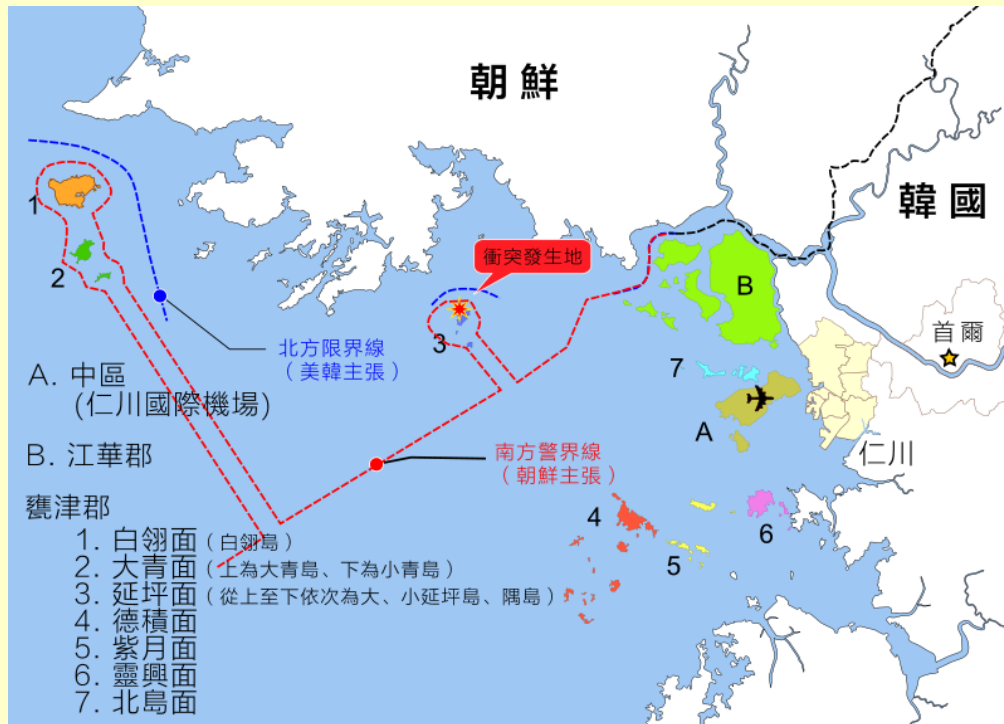 朝鮮
韓國
衝突發生地
1
2
3
B
首爾
北方限界線
（美韓主張）
7
A
仁川
南方警界線
（朝鮮主張）
4
5
6
A. 中區
(仁川國際機場)
B. 江華郡
甕津郡
1. 白翎面（白翎島）
2. 大青面（上為大青島、下為小青島）
3. 延坪面（從上至下依次為大、小延坪島、隅島）
4. 德積面
5. 紫月面
6. 靈興面
7. 北島面